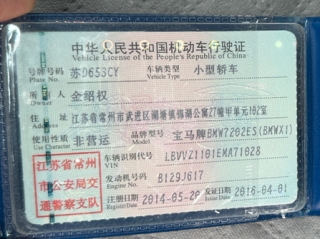 中华人民共和国机动车行驶证
Vehicle License of the People's Republic of China
号牌号码 苏D653CY 车辆类型 小型轿车
Plate No. Vehicle Type
所有人 金绍权
Owner
住址 江苏省常州市武进区湖塘镇锦湖公寓27幢甲单元102室
Address
使用性质 非营运 品牌型号 宝马牌BMW7202ES(BMWX1)
Use Character Model
江苏省常州市公安局交通警察支队
车辆识别代号 LBVVZ1101EMA71028
VIN
发动机号码 B129J617
Engine No.
注册日期 2014-05-20 发证日期 2016-04-01
Register Date Issue Date